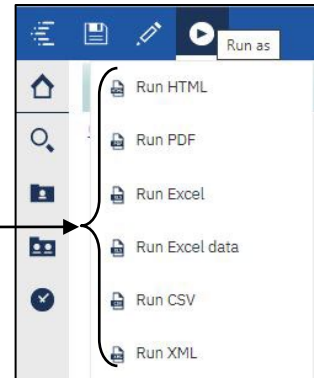 Run as
Run HTML
Run PDF
Run Excel
Run Excel data
Run CSV
Run XML